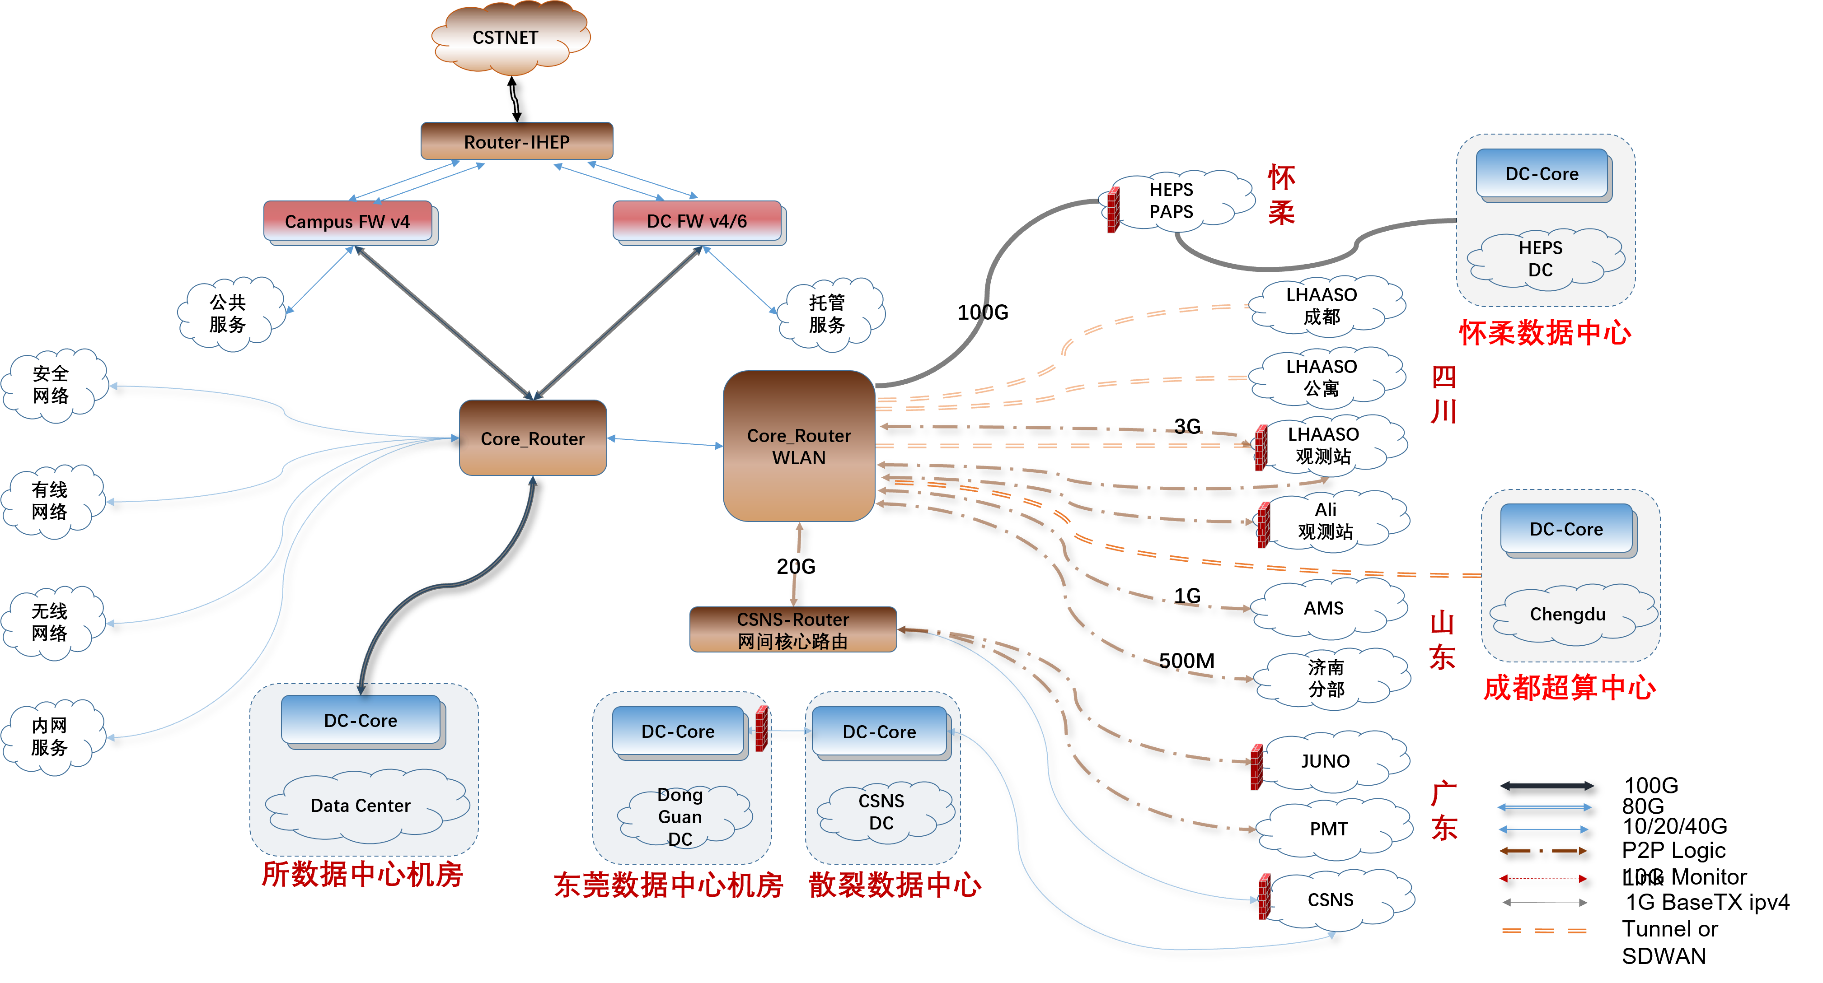 CSTNET
Router-IHEP
Campus FW v4
DC FW v4/6
公共
服务
托管
服务
安全
网络
有线
网络
无线
网络
内网
服务
Core_Router
Core_Router
WLAN
100G
HEPS
PAPS
怀
柔
DC-Core
HEPS
DC
怀柔数据中心
LHAASO
成都
LHAASO
公寓
四
川
3G
LHAASO
观测站
Ali
观测站
DC-Core
Chengdu
成都超算中心
20G
1G
AMS
山
东
500M
济南
分部
CSNS-Router
网间核心路由
DC-Core
Data Center
所数据中心机房
DC-Core
Dong
Guan
DC
东莞数据中心机房
DC-Core
CSNS
DC
散裂数据中心
JUNO
广
东
PMT
CSNS
100G
80G
10/20/40G
P2P Logic
10G
Link Monitor
1G BaseTX ipv4
Tunnel or
SDWAN